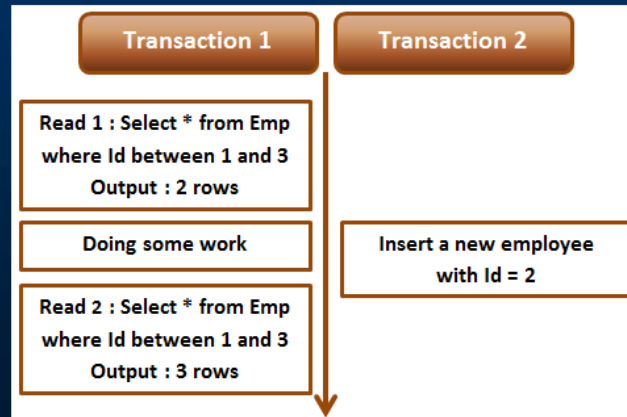 Transaction 1
Transaction 2
Read 1 : Select * from Emp
where Id between 1 and 3
Output : 2 rows
Doing some work
Insert a new employee
with Id = 2
Read 2 : Select * from Emp
where Id between 1 and 3
Output : 3 rows